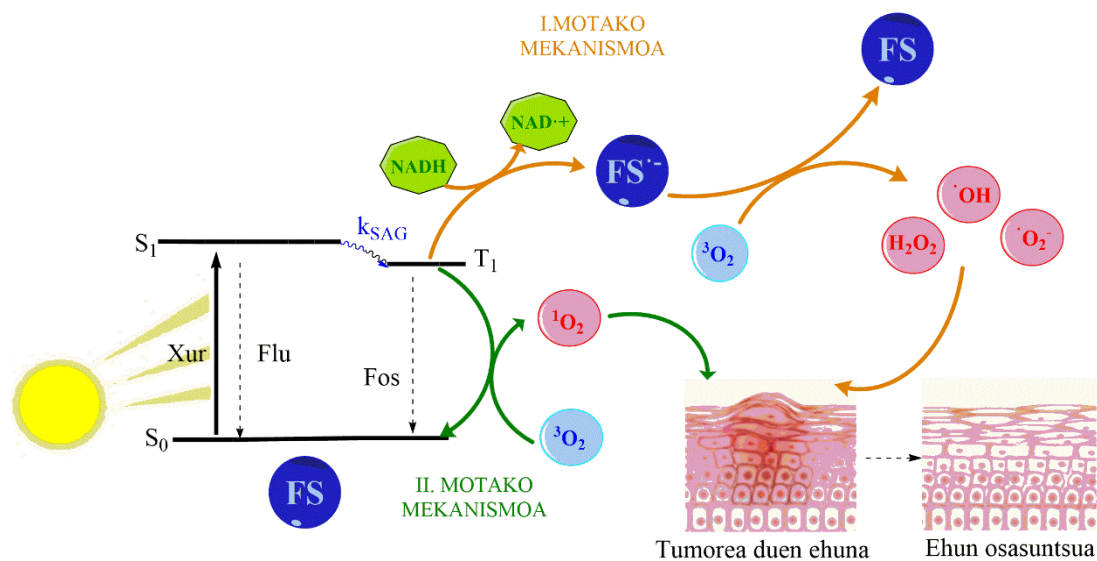 I.MOTAKO
MEKANISMOA
FS
NAD·+
NADH
FS·-
·OH
H₂O₂
·O₂⁻
³O₂
k_SAG
S₁
T₁
¹O₂
Xur
Flu
Fos
S₀
³O₂
FS
II. MOTAKO
MEKANISMOA
Tumorea duen ehuna
Ehun osasuntsua